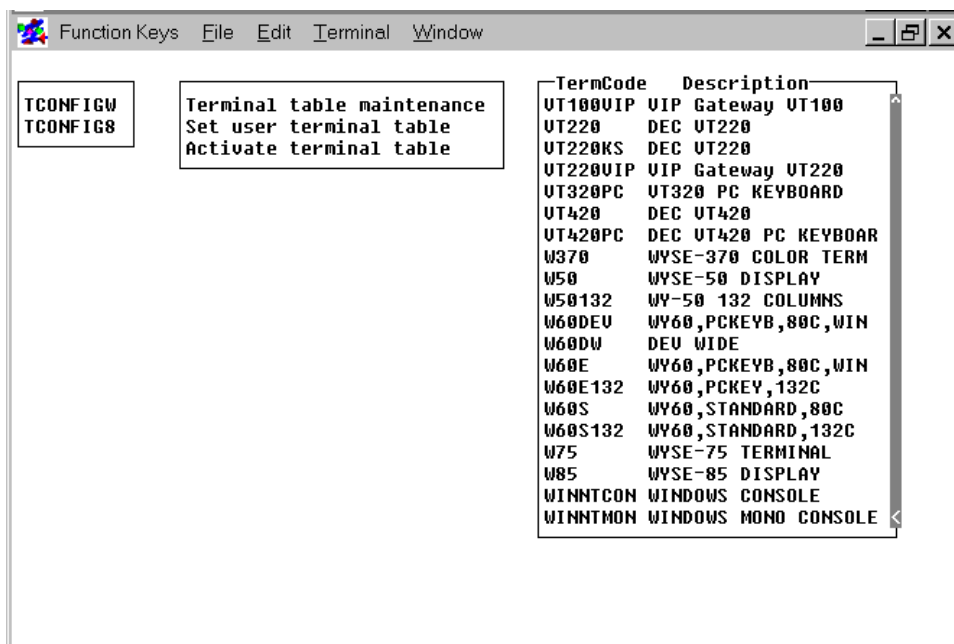 Function Keys File Edit Terminal Window
TCONFIGW
TCONFIG8
Terminal table maintenance
Set user terminal table
Activate terminal table
TermCode Description
VT100VIP VIP Gateway VT100
VT220 DEC VT220
VT220KS DEC VT220
VT220VIP VIP Gateway VT220
VT320PC VT320 PC KEYBOARD
VT420 DEC VT420
VT420PC DEC VT420 PC KEYBOAR
W370 WYSE-370 COLOR TERM
W50 WYSE-50 DISPLAY
W50132 WY-50 132 COLUMNS
W60DEV WY60,PCKEYB,80C,WIN
W60DW DEV WIDE
W60E WY60,PCKEYB,80C,WIN
W60E132 WY60,PCKEY,132C
W60S WY60,STANDARD,80C
W60S132 WY60,STANDARD,132C
W75 WYSE-75 TERMINAL
W85 WYSE-85 DISPLAY
WINNTCON WINDOWS CONSOLE
WINNTMON WINDOWS MONO CONSOLE